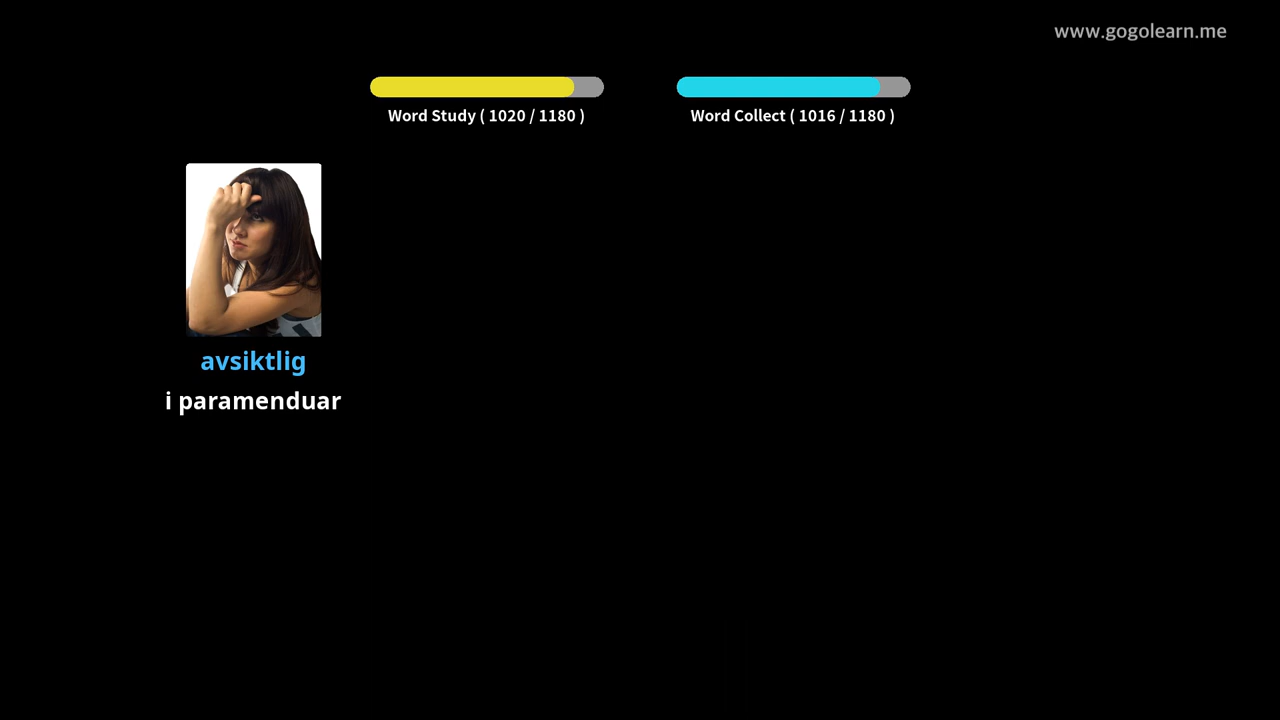 www.gogolearn.me
Word Study ( 1020 / 1180 )
Word Collect ( 1016 / 1180 )
avsiktlig
i paramenduar